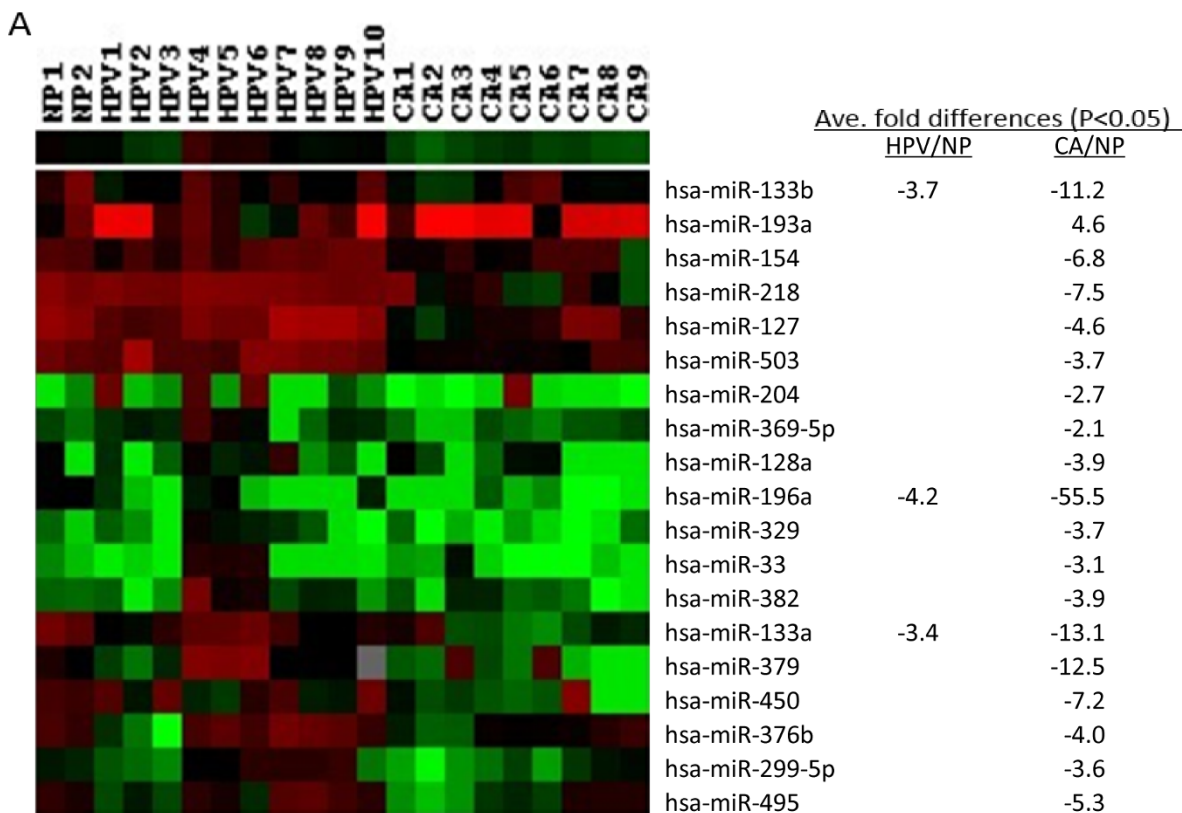 A
NP1 NP2 HPV1 HPV2 HPV3 HPV4 HPV5 HPV6 HPV7 HPV8 HPV9 HPV10 CA1 CA2 CA3 CA4 CA5 CA6 CA7 CA8 CA9
Ave. fold differences (P<0.05)
HPV/NP CA/NP
hsa-miR-133b -3.7 -11.2
hsa-miR-193a 4.6
hsa-miR-154 -6.8
hsa-miR-218 -7.5
hsa-miR-127 -4.6
hsa-miR-503 -3.7
hsa-miR-204 -2.7
hsa-miR-369-5p -2.1
hsa-miR-128a -3.9
hsa-miR-196a -4.2 -55.5
hsa-miR-329 -3.7
hsa-miR-33 -3.1
hsa-miR-382 -3.9
hsa-miR-133a -3.4 -13.1
hsa-miR-379 -12.5
hsa-miR-450 -7.2
hsa-miR-376b -4.0
hsa-miR-299-5p -3.6
hsa-miR-495 -5.3